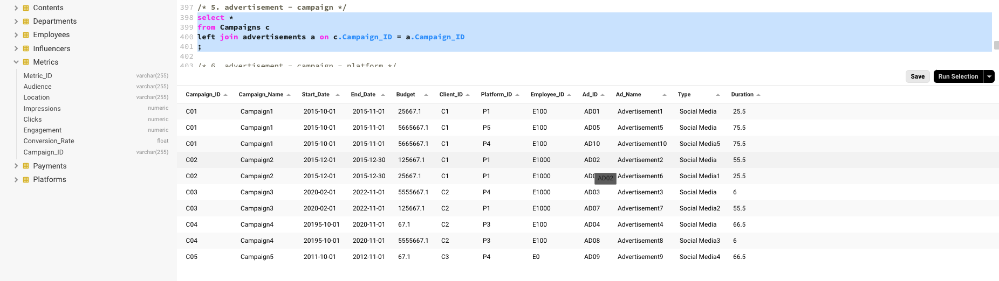 Contents
Departments
Employees
Influencers
Metrics
Metric_ID varchar(255)
Audience varchar(255)
Location varchar(255)
Impressions numeric
Clicks numeric
Engagement numeric
Conversion_Rate float
Campaign_ID varchar(255)
Payments
Platforms
397 /* 5. advertisement - campaign */
398 select *
399 from Campaigns c
400 left join advertisements a on c.Campaign_ID = a.Campaign_ID
401 ;
402
403 /* 6. advertisement - campaign - platform */
Save Run Selection
Campaign_ID Campaign_Name Start_Date End_Date Budget Client_ID Platform_ID Employee_ID Ad_ID Ad_Name Type Duration
C01 Campaign1 2015-10-01 2015-11-01 25667.1 C1 P1 E100 AD01 Advertisement1 Social Media 25.5
C01 Campaign1 2015-10-01 2015-11-01 5665667.1 C1 P5 E100 AD05 Advertisement5 Social Media 75.5
C01 Campaign1 2015-10-01 2015-11-01 5665667.1 C1 P4 E100 AD10 Advertisement10 Social Media5 75.5
C02 Campaign2 2015-12-01 2015-12-30 125667.1 C1 P1 E1000 AD02 Advertisement2 Social Media 55.5
C02 Campaign2 2015-12-01 2015-12-30 25667.1 C1 P1 E1000 Advertisement6 Social Media1 25.5
AD02
C03 Campaign3 2020-02-01 2022-11-01 5555667.1 C2 P4 E1000 AD03 Advertisement3 Social Media 6
C03 Campaign3 2020-02-01 2022-11-01 125667.1 C2 P1 E1000 AD07 Advertisement7 Social Media2 55.5
C04 Campaign4 20195-10-01 2020-11-01 67.1 C2 P3 E100 AD04 Advertisement4 Social Media 66.5
C04 Campaign4 20195-10-01 2020-11-01 5555667.1 C2 P3 E100 AD08 Advertisement8 Social Media3 6
C05 Campaign5 2011-10-01 2012-11-01 67.1 C3 P4 E0 AD09 Advertisement9 Social Media4 66.5